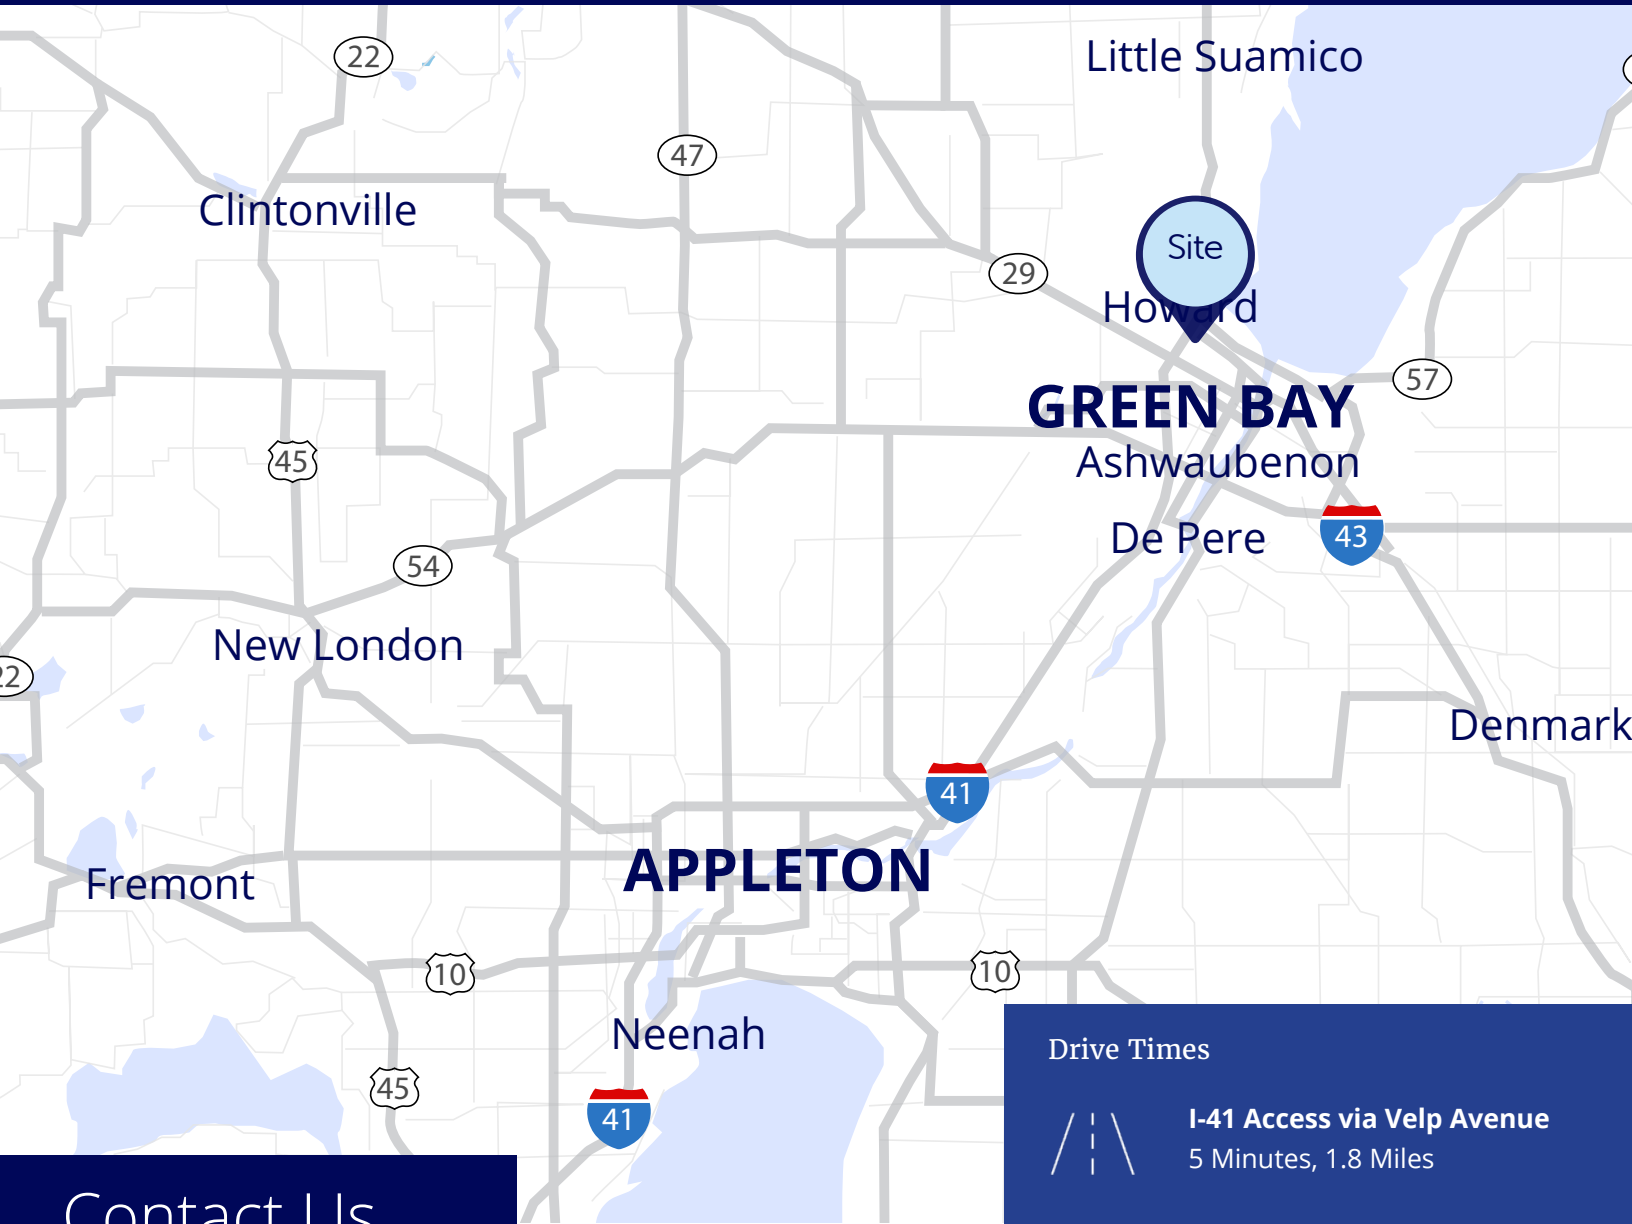 22
Little Suamico
47
Clintonville
Site
29
Howard
57
GREEN BAY
45
Ashwaubenon
43
De Pere
54
New London
22
Denmark
41
APPLETON
Fremont
10
10
Neenah
Drive Times
45
41
I-41 Access via Velp Avenue
5 Minutes, 1.8 Miles
Contact Us